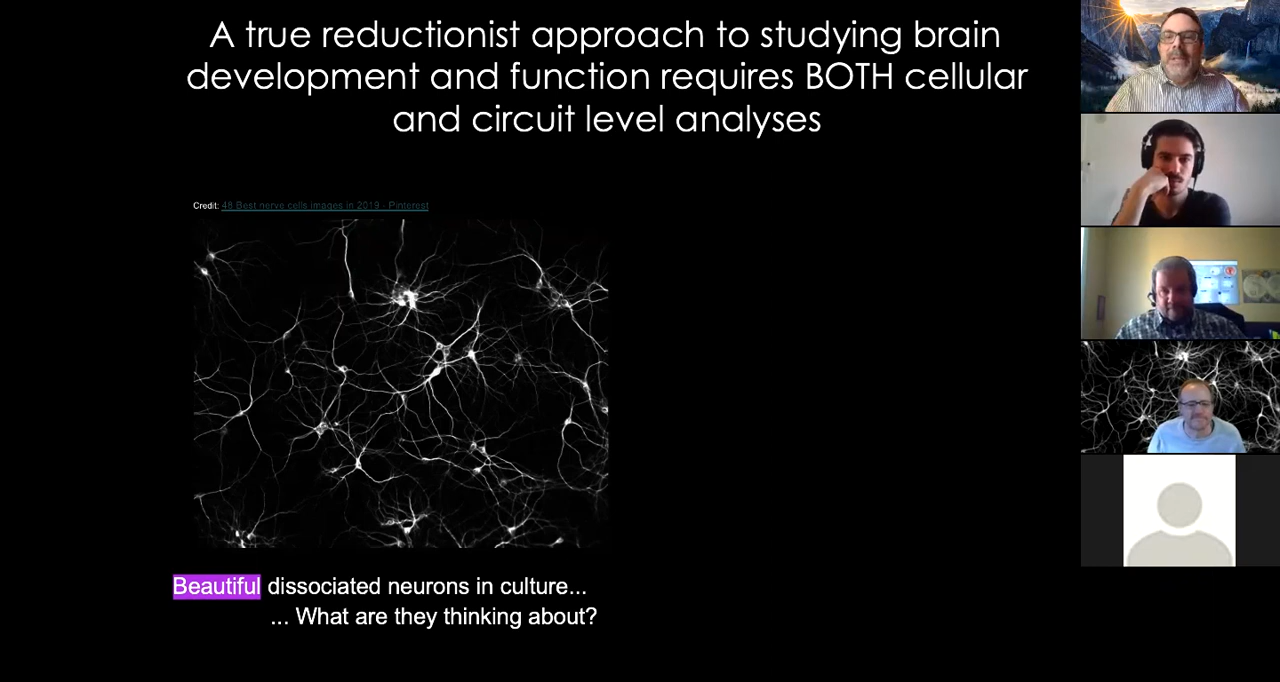 A true reductionist approach to studying brain
development and function requires BOTH cellular
and circuit level analyses
Credit: 48 Best nerve cells images in 2019 - Pinterest
Beautiful dissociated neurons in culture...
... What are they thinking about?